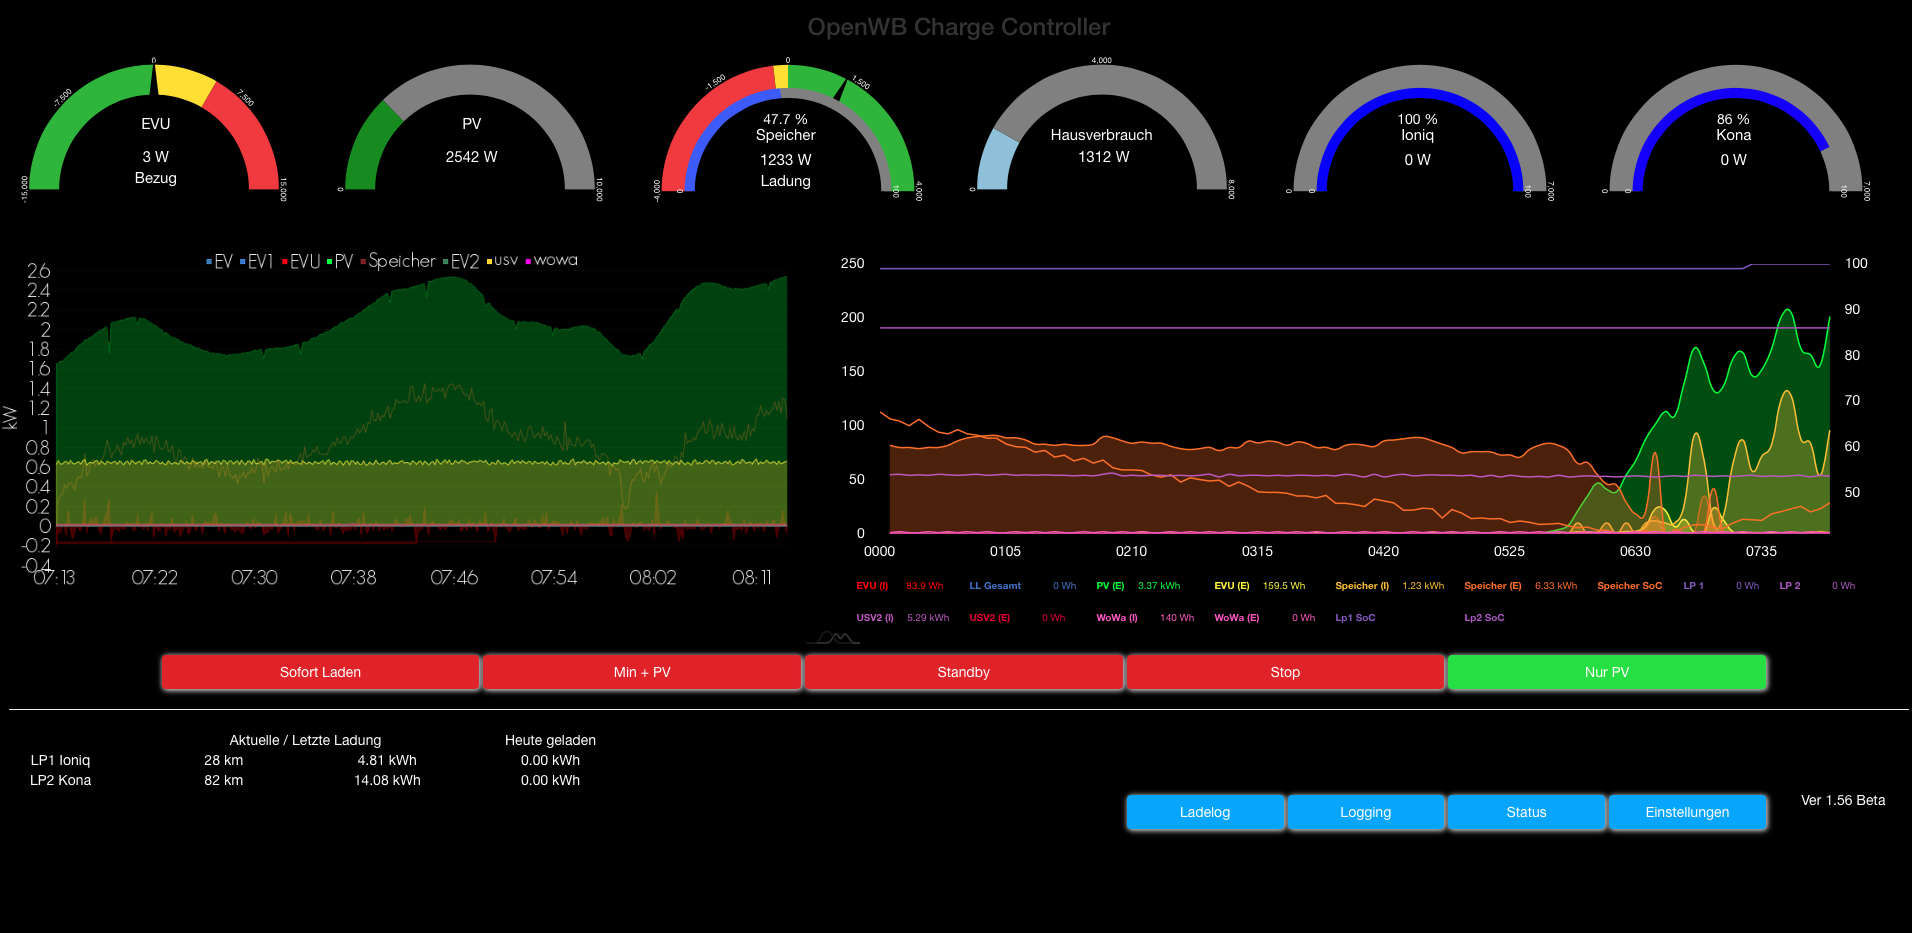 OpenWB Charge Controller
-15,000 -7,500 0 7,500 15,000
EVU
3 W
Bezug
0 10,000
PV
2542 W
-4,000 -1,500 0 1,500 4,000
0 100
47.7 %
Speicher
1233 W
Ladung
0 4,000 8,000
Hausverbrauch
1312 W
0 0 100 7,000
100 %
Ioniq
0 W
0 0 100 7,000
86 %
Kona
0 W
EV EV1 EVU PV Speicher EV2 usv wowa
kW
2.6
2.4
2.2
2
1.8
1.6
1.4
1.2
1
0.8
0.6
0.4
0.2
0
-0.2
-0.4
07:13 07:22 07:30 07:38 07:46 07:54 08:02 08:11
250
200
150
100
50
0
100
90
80
70
60
50
0000 0105 0210 0315 0420 0525 0630 0735
EVU (I) 83.9 Wh LL Gesamt 0 Wh PV (E) 3.37 kWh EVU (E) 159.5 Wh Speicher (I) 1.23 kWh Speicher (E) 6.33 kWh Speicher SoC LP 1 0 Wh LP 2 0 Wh
USV2 (I) 5.29 kWh USV2 (E) 0 Wh WoWa (I) 140 Wh WoWa (E) 0 Wh Lp1 SoC Lp2 SoC
Sofort Laden Min + PV Standby Stop Nur PV
Aktuelle / Letzte Ladung Heute geladen
LP1 Ioniq 28 km 4.81 kWh 0.00 kWh
LP2 Kona 82 km 14.08 kWh 0.00 kWh
Ladelog Logging Status Einstellungen
Ver 1.56 Beta